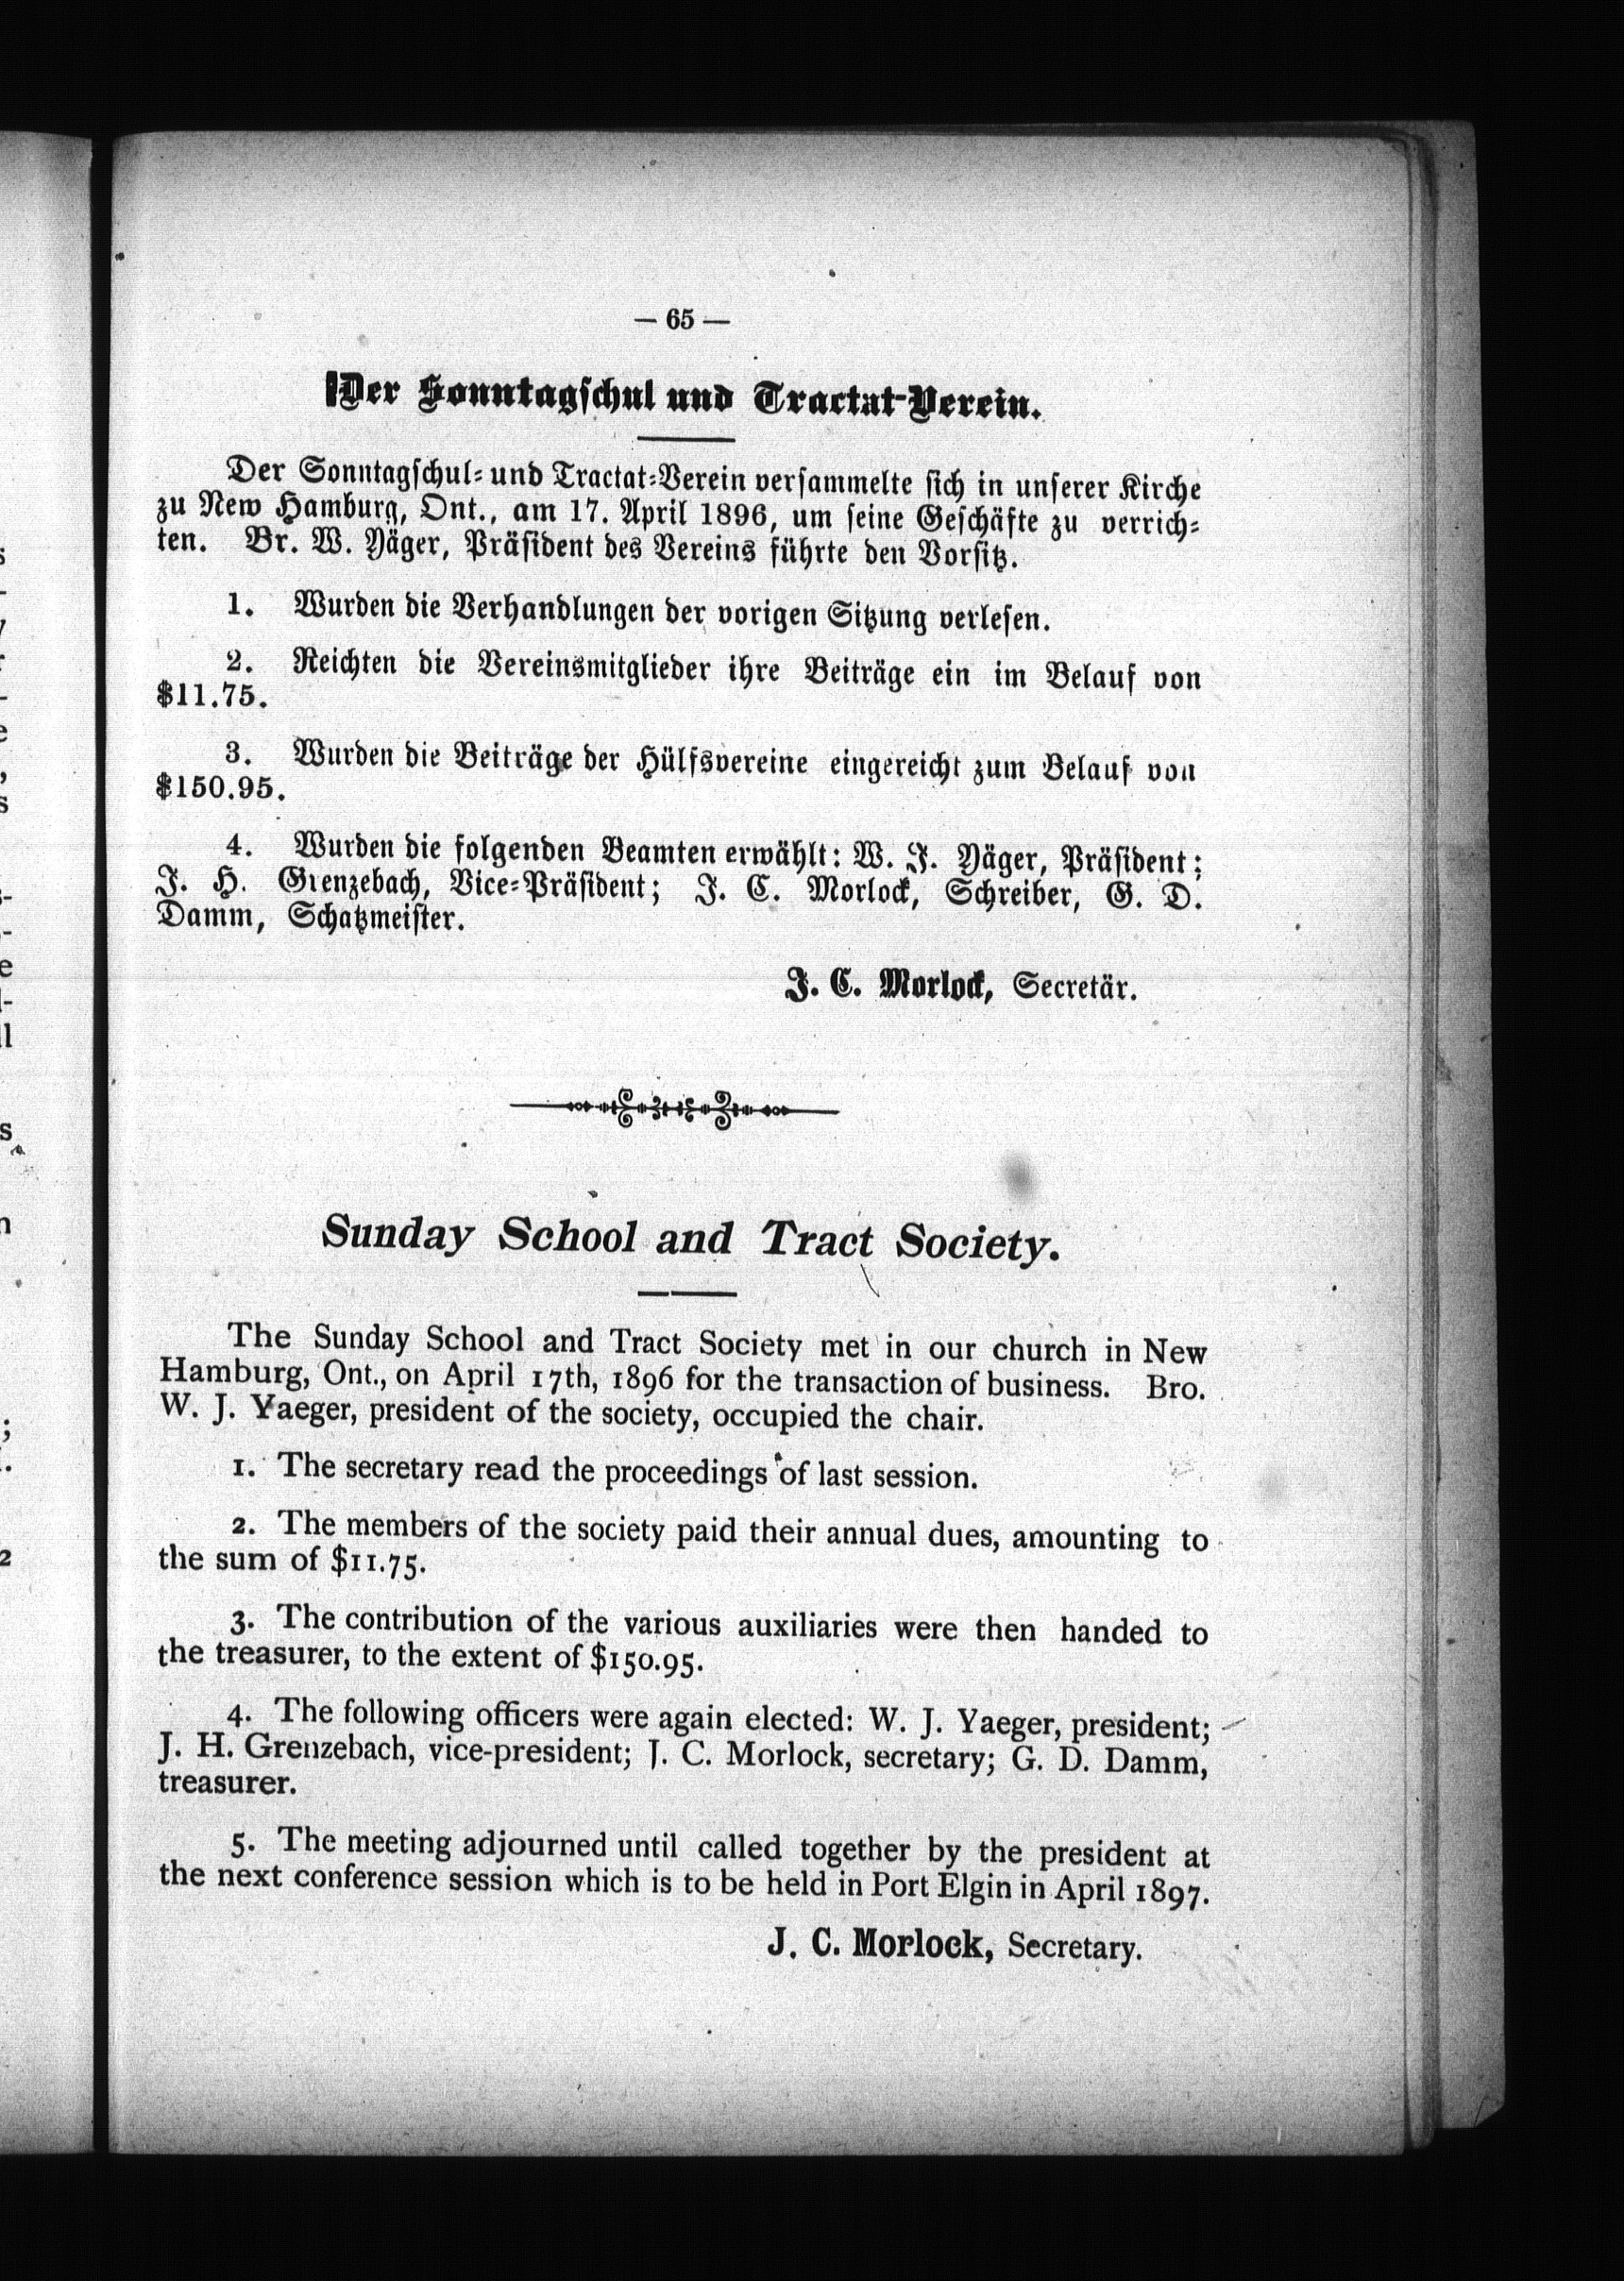 — 65 —
Der Sonntagschul und Tractat-Verein.
Der Sonntagschul- und Tractat-Verein versammelte sich in unserer Kirche
zu New Hamburg, Ont., am 17. April 1896, um seine Geschäfte zu verrich-
ten. Br. W. Yäger, Präsident des Vereins führte den Vorsitz.
1. Wurden die Verhandlungen der vorigen Sitzung verlesen.
2. Reichten die Vereinsmitglieder ihre Beiträge ein im Belauf von
$11.75.
3. Wurden die Beiträge der Hülfsvereine eingereicht zum Belauf von
$150.95.
4. Wurden die folgenden Beamten erwählt: W. J. Yäger, Präsident;
J. H. Grenzebach, Vice-Präsident; J. C. Morlock, Schreiber, G. D.
Damm, Schatzmeister.
J. C. Morlock, Secretär.
Sunday School and Tract Society.
The Sunday School and Tract Society met in our church in New
Hamburg, Ont., on April 17th, 1896 for the transaction of business. Bro.
W. J. Yaeger, president of the society, occupied the chair.
1. The secretary read the proceedings of last session.
2. The members of the society paid their annual dues, amounting to
the sum of $11.75.
3. The contribution of the various auxiliaries were then handed to
the treasurer, to the extent of $150.95.
4. The following officers were again elected: W. J. Yaeger, president;
J. H. Grenzebach, vice-president; J. C. Morlock, secretary; G. D. Damm,
treasurer.
5. The meeting adjourned until called together by the president at
the next conference session which is to be held in Port Elgin in April 1897.
J. C. Morlock, Secretary.